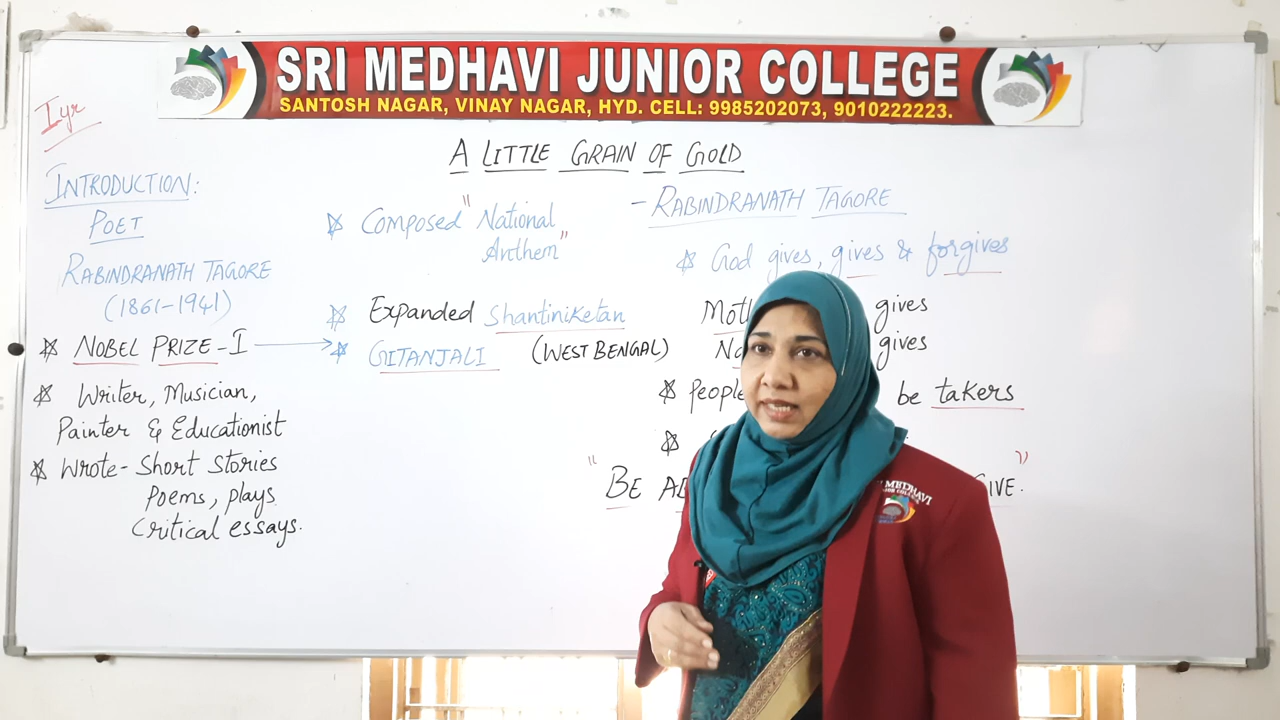 SRI MEDHAVI JUNIOR COLLEGE
SANTOSH NAGAR, VINAY NAGAR, HYD. CELL: 9985202073, 9010222223.
I yr
A LITTLE GRAIN OF GOLD
- RABINDRANATH TAGORE
INTRODUCTION:
POET
RABINDRANATH TAGORE
(1861-1941)
NOBEL PRIZE - I
Writer, Musician,
Painter & Educationist
Wrote - Short Stories
Poems, plays
Critical essays.
Composed "National
Anthem"
Expanded Shantiniketan
GITANJALI (WEST BENGAL)
God gives, gives & forgives
gives
gives
People be takers
"BE GIVE."
MEDHAVI